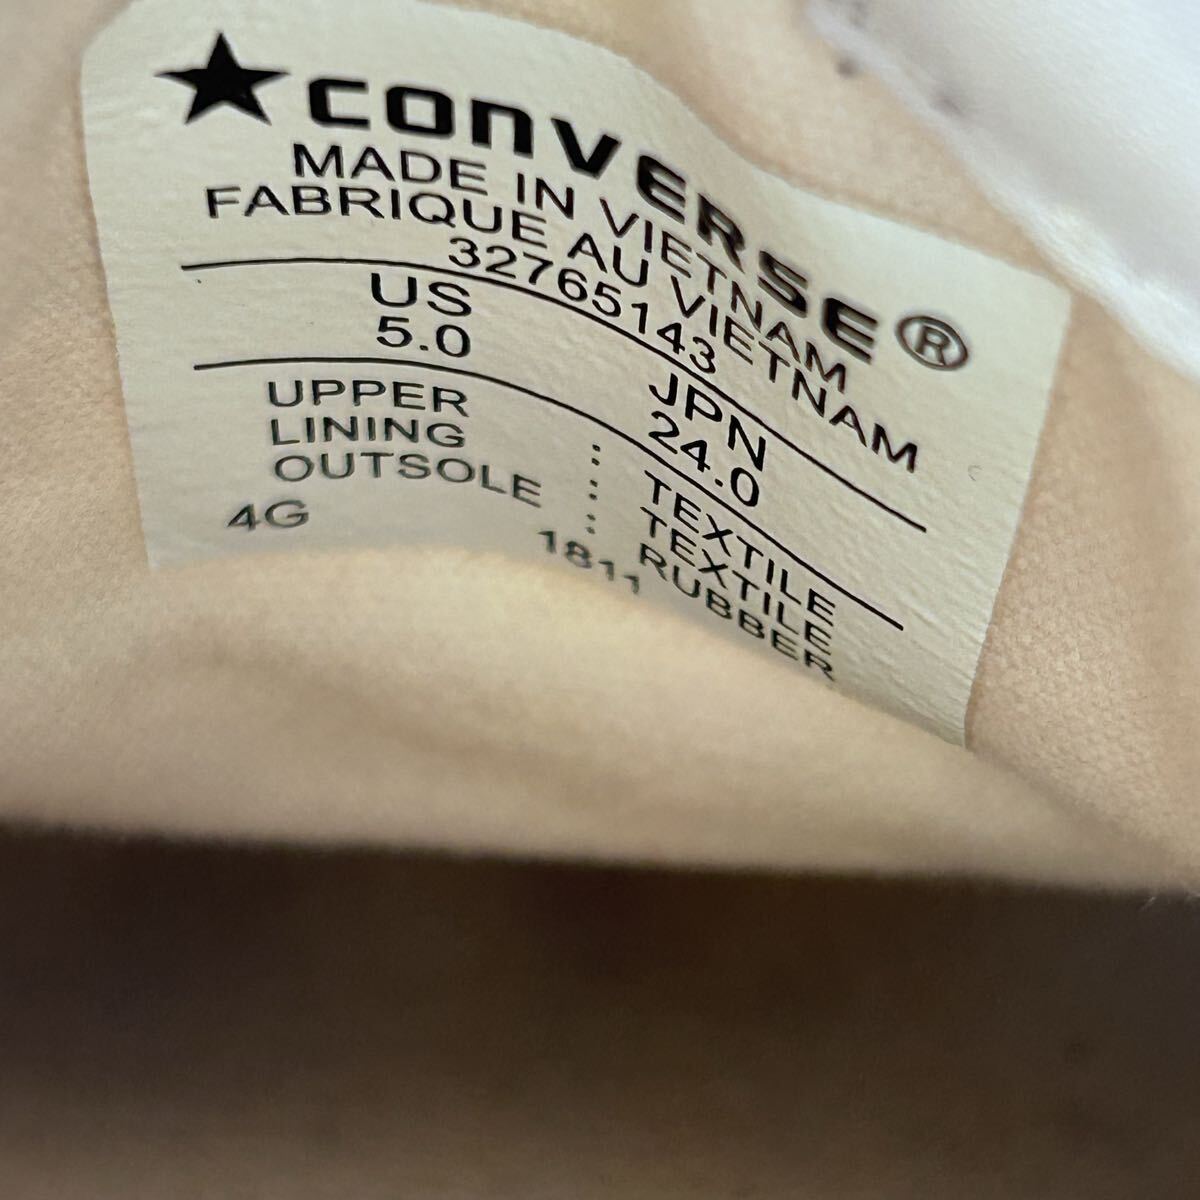 ★CONVERSE®
MADE IN VIETNAM
FABRIQUE AU VIETNAM
32765143
US JPN
5.0 24.0
UPPER : TEXTILE
LINING : TEXTILE
OUTSOLE : RUBBER
4G 1811